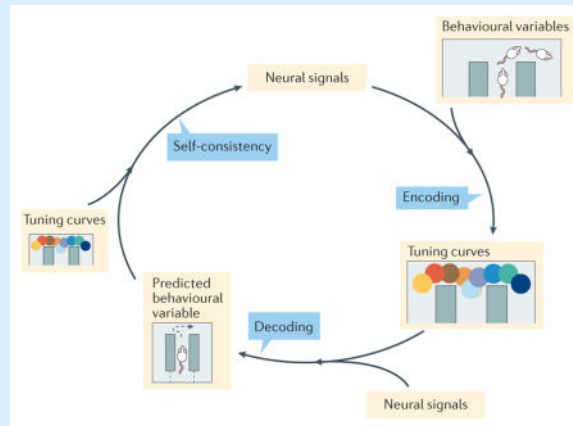 Behavioural variables
Neural signals
Self-consistency
Encoding
Tuning curves
Tuning curves
Predicted
behavioural
variable
Decoding
Neural signals